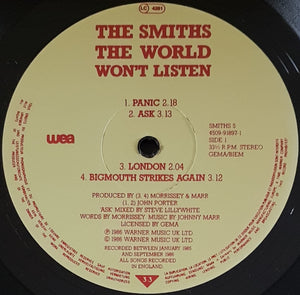 LC 4281
THE SMITHS
THE WORLD
WON'T LISTEN
1. PANIC 2.18
2. ASK 3.13
wea
SMITHS 5
4509-91897-1
SIDE 1
33⅓ R.P.M. STEREO
GEMA/BIEM
3. LONDON 2.04
4. BIGMOUTH STRIKES AGAIN 3.12
PRODUCED BY (3, 4) MORRISSEY & MARR
(1, 2) JOHN PORTER
'ASK' MIXED BY STEVE LILLYWHITE
WORDS BY MORRISSEY. MUSIC BY JOHNNY MARR
LICENSED BY GEMA
℗ 1986 WARNER MUSIC UK LTD
© 1986 WARNER MUSIC UK LTD
RECORDED BETWEEN JANUARY 1985
AND SEPTEMBER 1986
ALL SONGS RECORDED
IN ENGLAND.
33